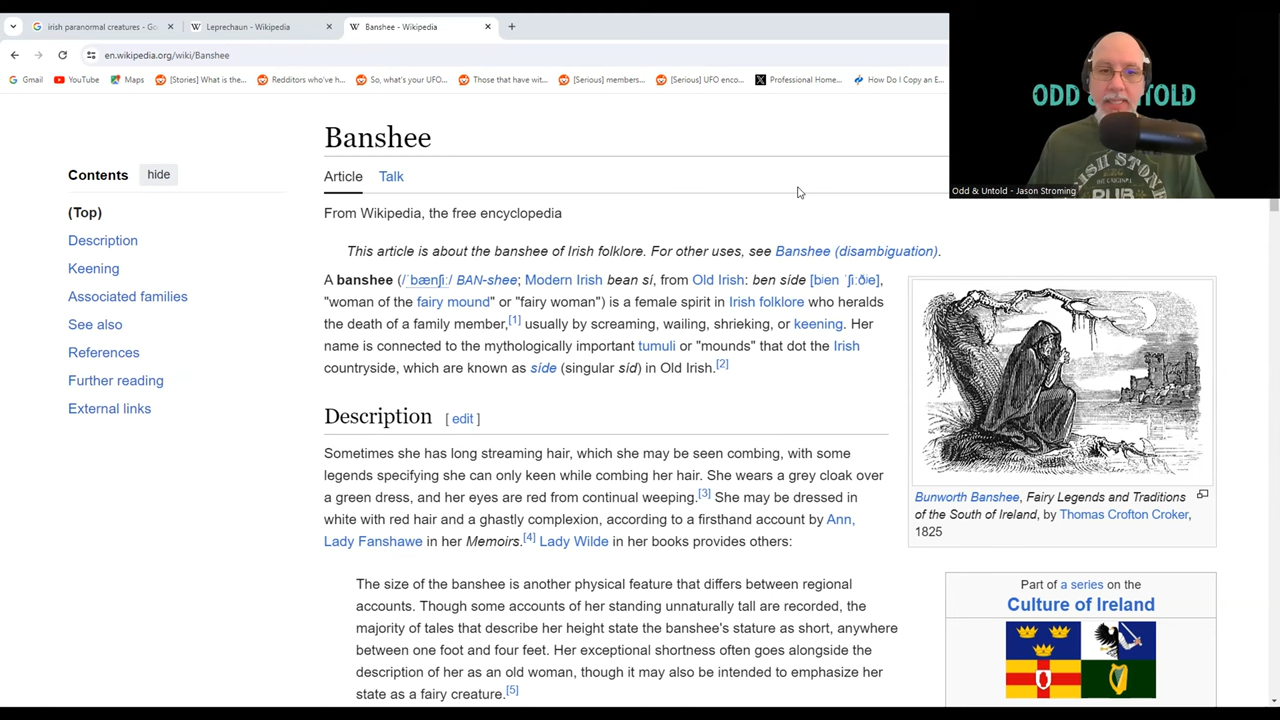 irish paranormal creatures - Go
Leprechaun - Wikipedia
Banshee - Wikipedia
en.wikipedia.org/wiki/Banshee
Gmail
YouTube
Maps
[Stories] What is the...
Redditors who've h...
So, what's your UFO...
Those that have wit...
[Serious] members...
[Serious] UFO enco...
Professional Home...
How Do I Copy an E...
ODD & UNTOLD
IRISH STONE
THE ORIGINAL
PUB
Odd & Untold - Jason Stroming
Contents
hide
(Top)
Description
Keening
Associated families
See also
References
Further reading
External links
Banshee
Article Talk
From Wikipedia, the free encyclopedia
This article is about the banshee of Irish folklore. For other uses, see Banshee (disambiguation).
A banshee (/ˈbænʃiː/ BAN-shee; Modern Irish bean sí, from Old Irish: ben síde [bʲen ˈʃiːðʲe],
"woman of the fairy mound" or "fairy woman") is a female spirit in Irish folklore who heralds
the death of a family member,[1] usually by screaming, wailing, shrieking, or keening. Her
name is connected to the mythologically important tumuli or "mounds" that dot the Irish
countryside, which are known as síde (singular síd) in Old Irish.[2]
Description [ edit ]
Sometimes she has long streaming hair, which she may be seen combing, with some
legends specifying she can only keen while combing her hair. She wears a grey cloak over
a green dress, and her eyes are red from continual weeping.[3] She may be dressed in
white with red hair and a ghastly complexion, according to a firsthand account by Ann,
Lady Fanshawe in her Memoirs.[4] Lady Wilde in her books provides others:
The size of the banshee is another physical feature that differs between regional
accounts. Though some accounts of her standing unnaturally tall are recorded, the
majority of tales that describe her height state the banshee's stature as short, anywhere
between one foot and four feet. Her exceptional shortness often goes alongside the
description of her as an old woman, though it may also be intended to emphasize her
state as a fairy creature.[5]
Bunworth Banshee, Fairy Legends and Traditions
of the South of Ireland, by Thomas Crofton Croker,
1825
Part of a series on the
Culture of Ireland